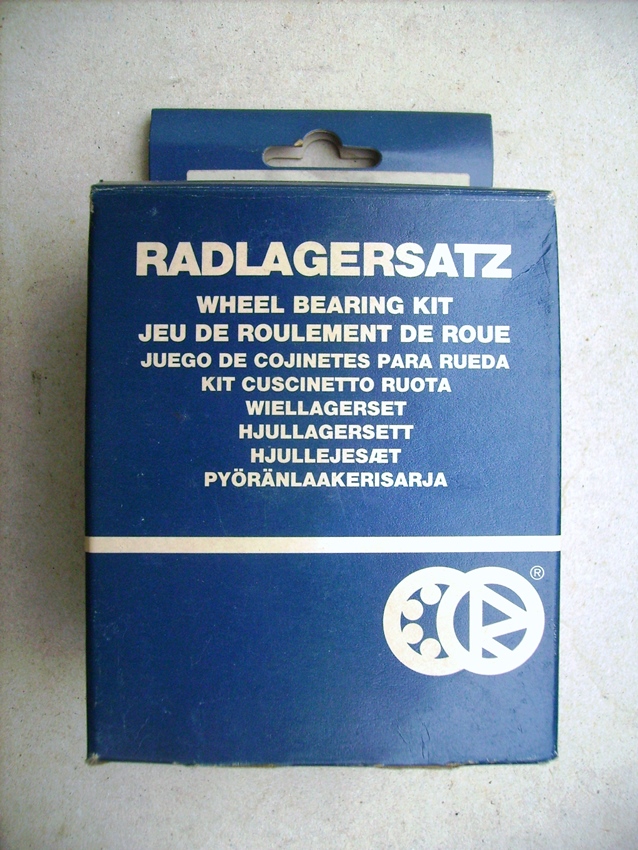 RADLAGERSATZ
WHEEL BEARING KIT
JEU DE ROULEMENT DE ROUE
JUEGO DE COJINETES PARA RUEDA
KIT CUSCINETTO RUOTA
WIELLAGERSET
HJULLAGERSETT
HJULLEJESÆT
PYÖRÄNLAAKERISARJA
®